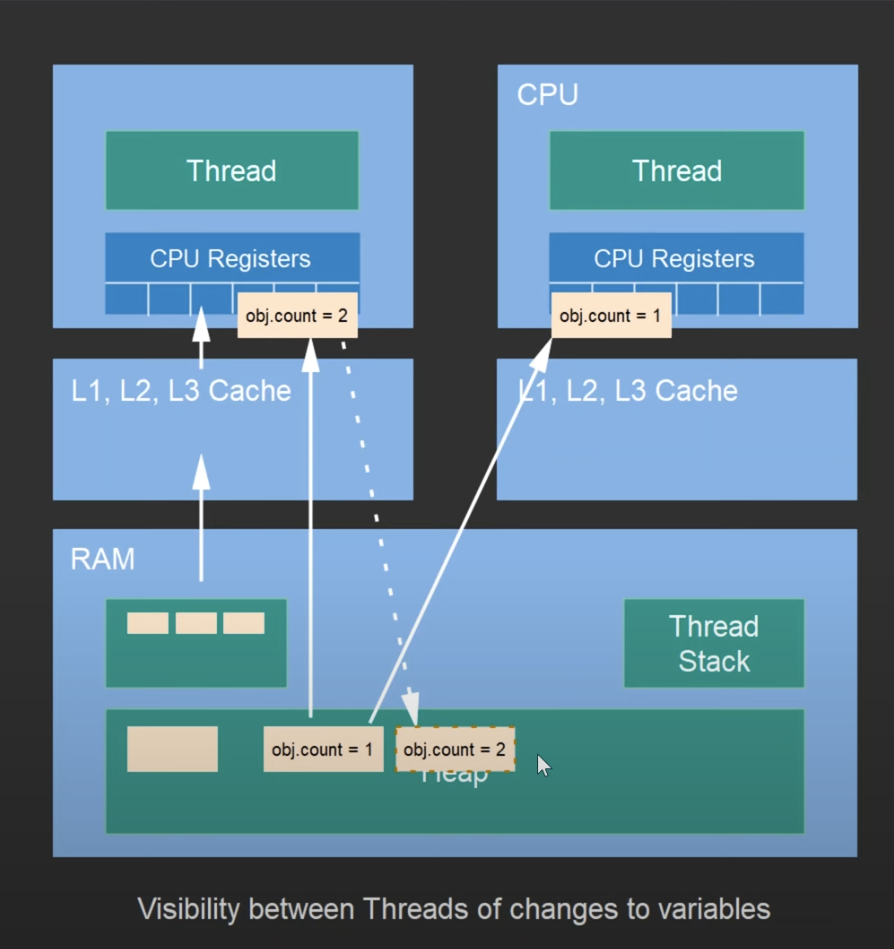 CPU
Thread
Thread
CPU Registers
CPU Registers
obj.count = 2
obj.count = 1
L1, L2, L3 Cache
L1, L2, L3 Cache
RAM
Thread
Stack
obj.count = 1
obj.count = 2
Heap
Visibility between Threads of changes to variables